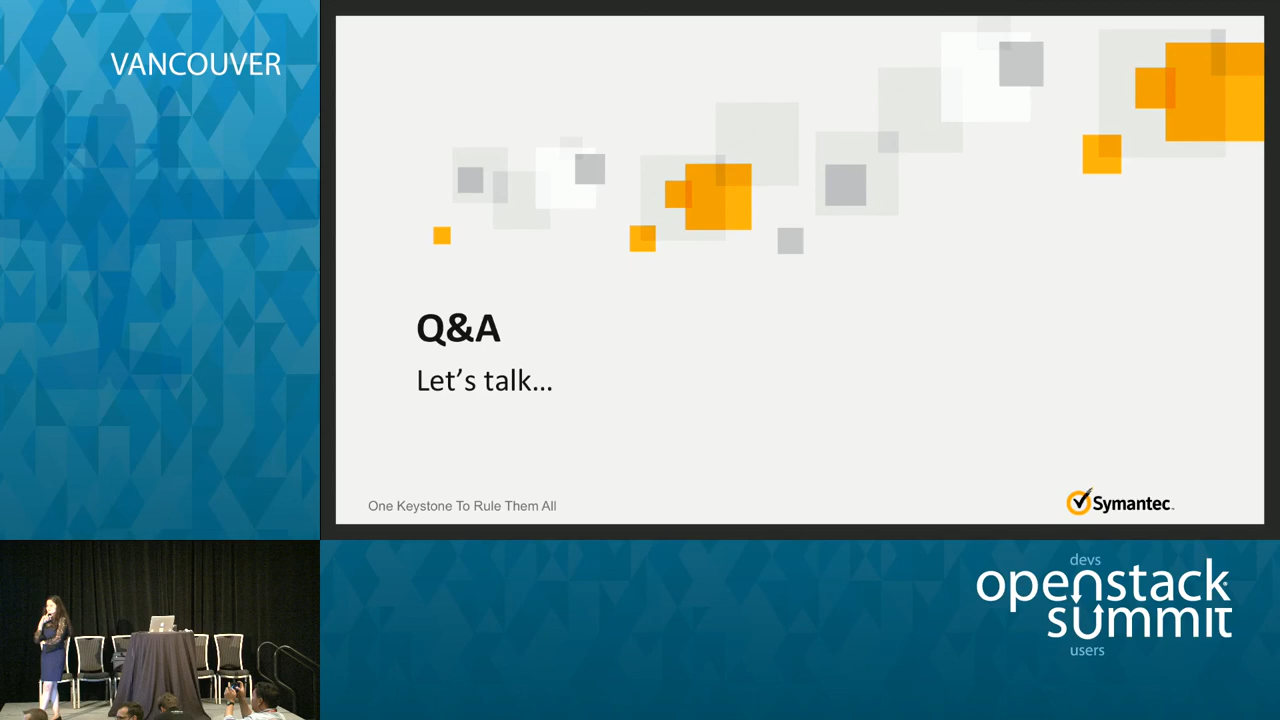 VANCOUVER
Q&A
Let's talk...
One Keystone To Rule Them All
Symantec.
devs
openstack
summit
users